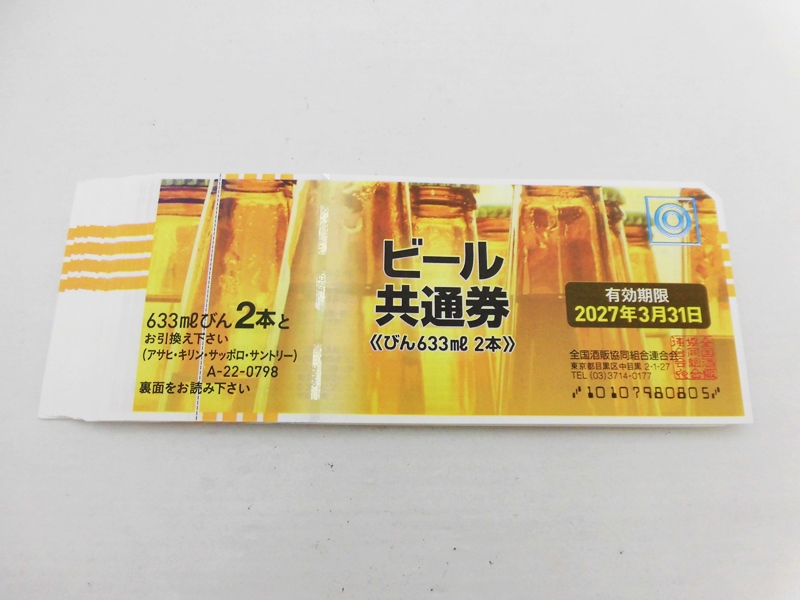 ビール
共通券
《びん633㎖ 2本》
633㎖びん2本と
お引換え下さい
(アサヒ・キリン・サッポロ・サントリー)
A-22-0798
裏面をお読み下さい
有効期限
2027年3月31日
全国酒販協同組合連合会
東京都目黒区中目黒 2-1-27
TEL (03) 3714-0177
10107980805